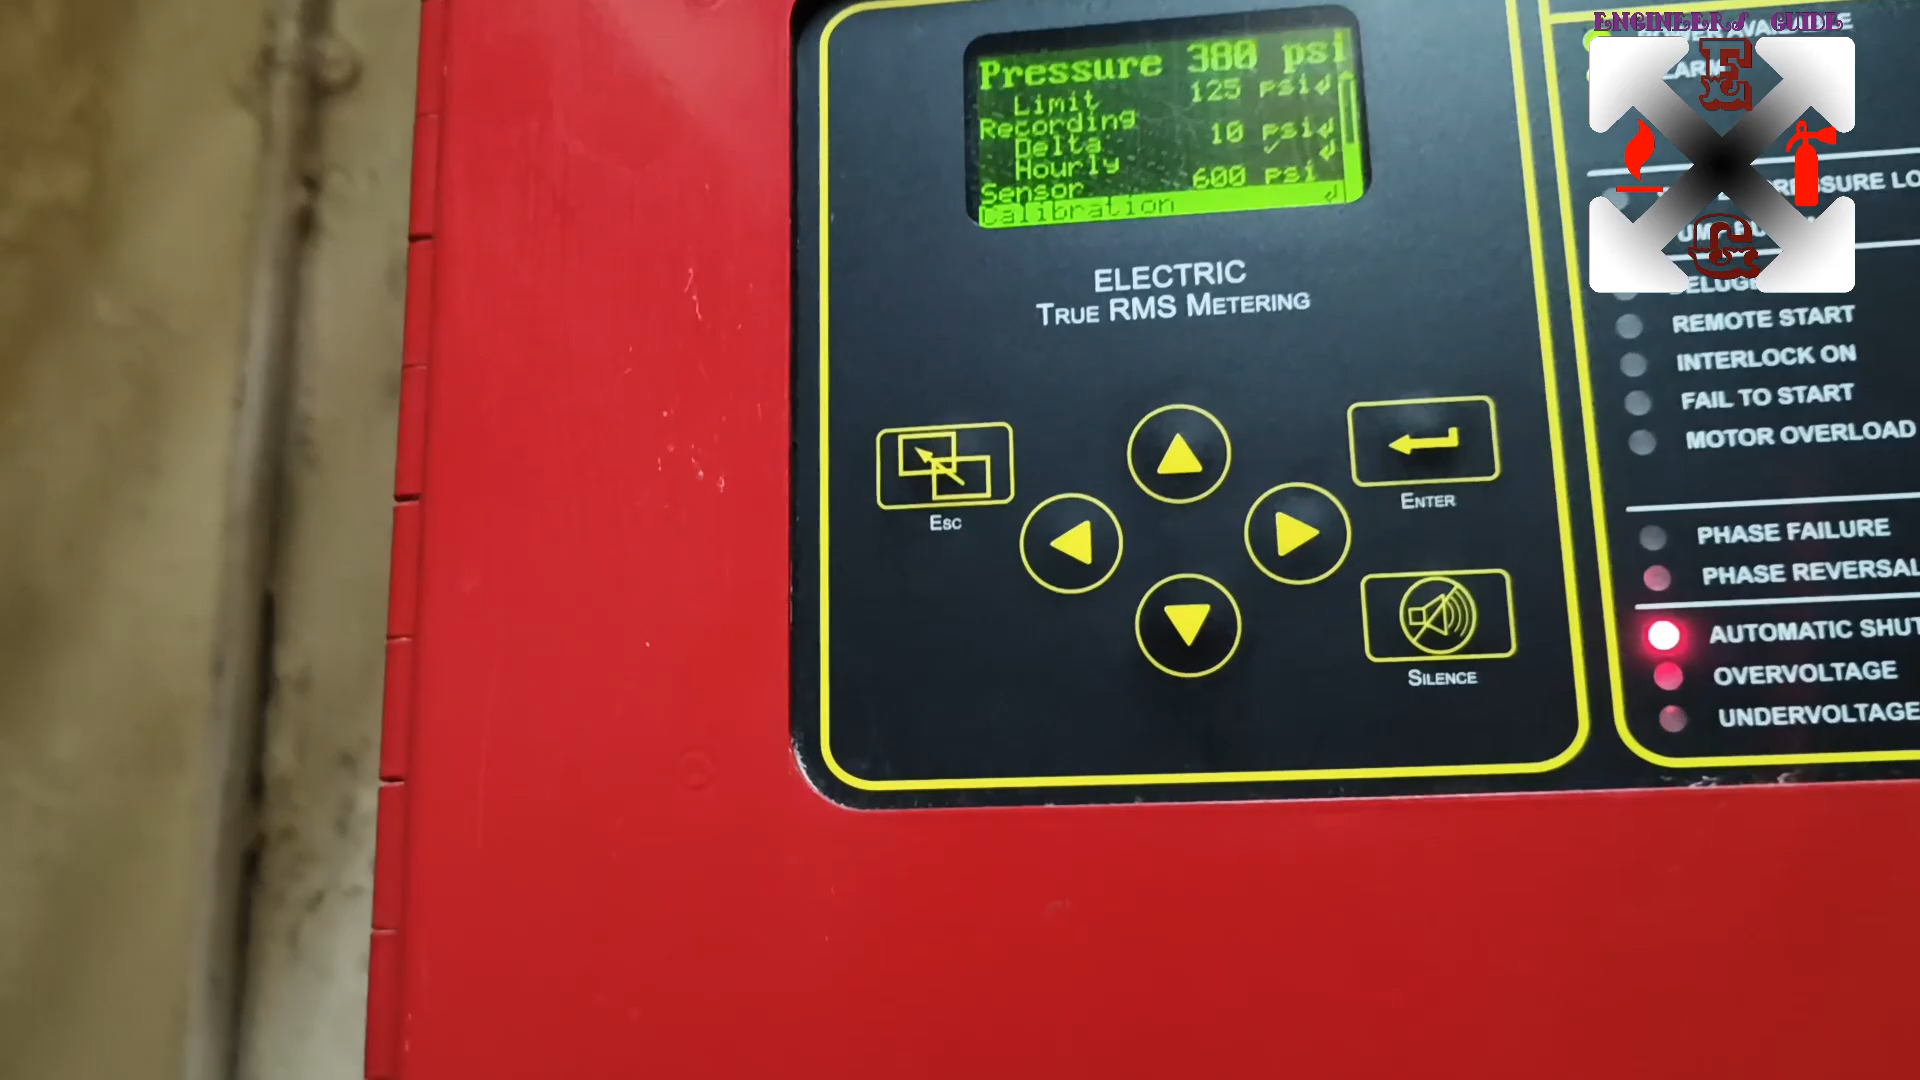 Pressure 380 psi
Limit 125 psi↲
Recording
Delta 10 psi↲
Hourly ↲
Sensor 600 psi
Calibration ↲
ELECTRIC
TRUE RMS METERING
ESC
ENTER
SILENCE
ENGINEERS GUIDE
E
G
REMOTE START
INTERLOCK ON
FAIL TO START
MOTOR OVERLOAD
PHASE FAILURE
PHASE REVERSAL
AUTOMATIC SHUT
OVERVOLTAGE
UNDERVOLTAGE